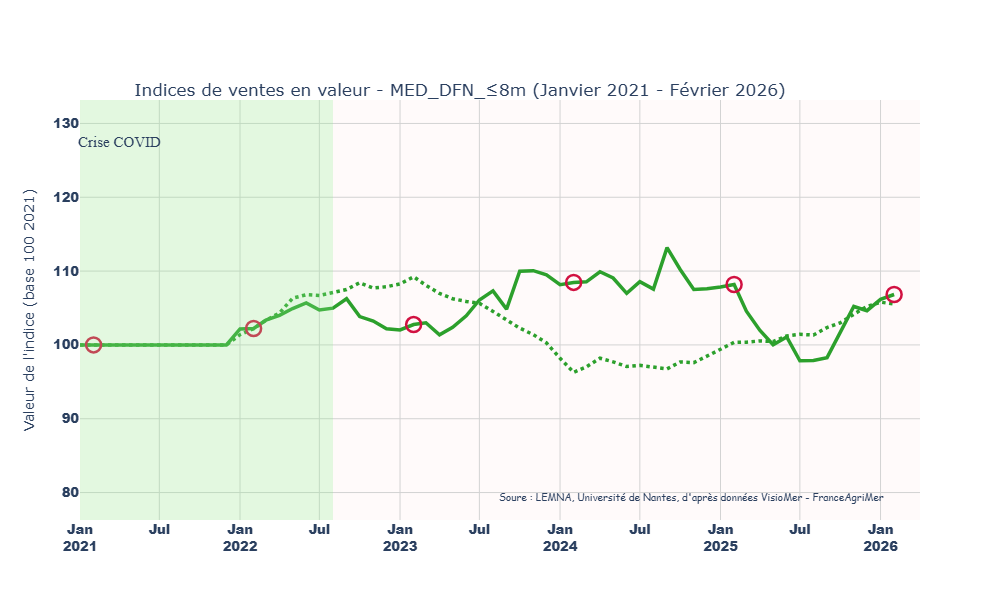 Indices de ventes en valeur - MED_DFN_≤8m (Janvier 2021 - Février 2026)
Valeur de l'indice (base 100 2021)
130
Crise COVID
120
110
100
90
80
Soure : LEMNA, Université de Nantes, d'après données VisioMer - FranceAgriMer
Jan Jul Jan Jul Jan Jul Jan Jul Jan Jul Jan
2021 2022 2023 2024 2025 2026